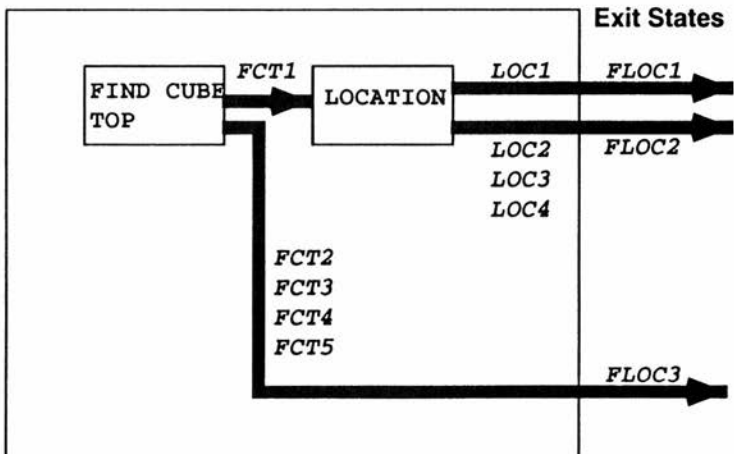 Exit States
FCT1
LOC1
FLOC1
FIND CUBE
TOP
LOCATION
LOC2
FLOC2
LOC3
LOC4
FCT2
FCT3
FCT4
FCT5
FLOC3